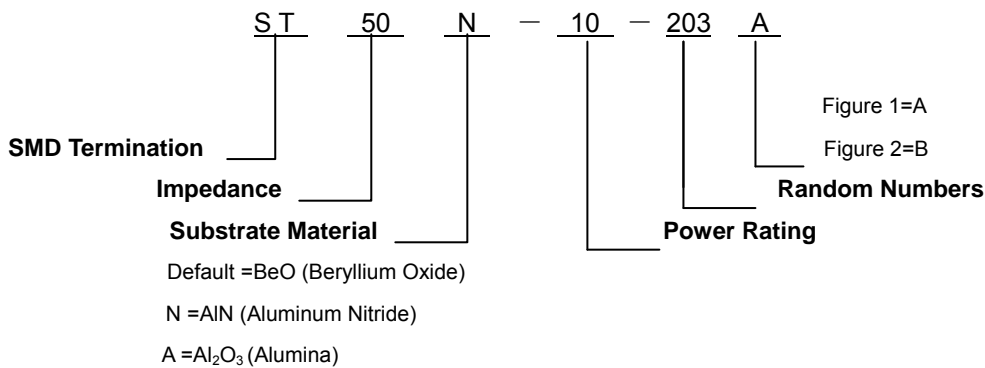 ST 50 N － 10 － 203 A
Figure 1=A
SMD Termination Figure 2=B
Impedance Random Numbers
Substrate Material Power Rating
Default =BeO (Beryllium Oxide)
N =AlN (Aluminum Nitride)
A =Al₂O₃ (Alumina)